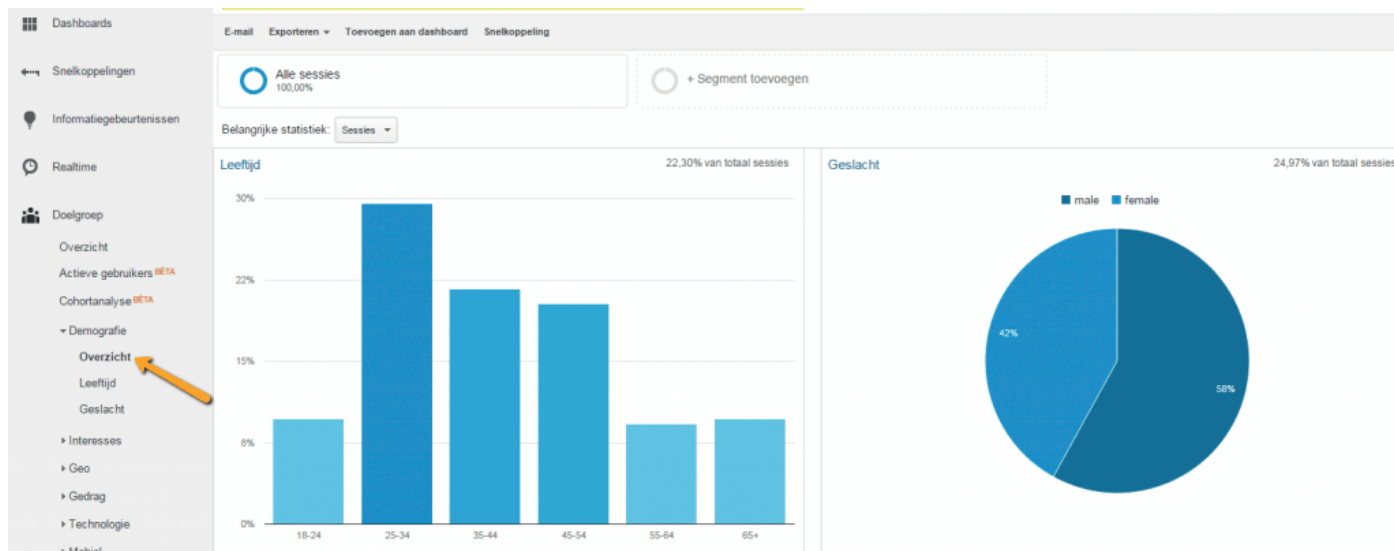 Dashboards
Snelkoppelingen
Informatiegebeurtenissen
Realtime
Doelgroep
Overzicht
Actieve gebruikers BÈTA
Cohortanalyse BÈTA
Demografie
Overzicht
Leeftijd
Geslacht
Interesses
Geo
Gedrag
Technologie
Mobiel
E-mail Exporteren Toevoegen aan dashboard Snelkoppeling
Alle sessies
100,00%
+ Segment toevoegen
Belangrijke statistiek: Sessies
Leeftijd 22,30% van totaal sessies
30%
22%
15%
8%
0%
18-24 25-34 35-44 45-54 55-64 65+
Geslacht 24,97% van totaal sessies
male female
42%
58%